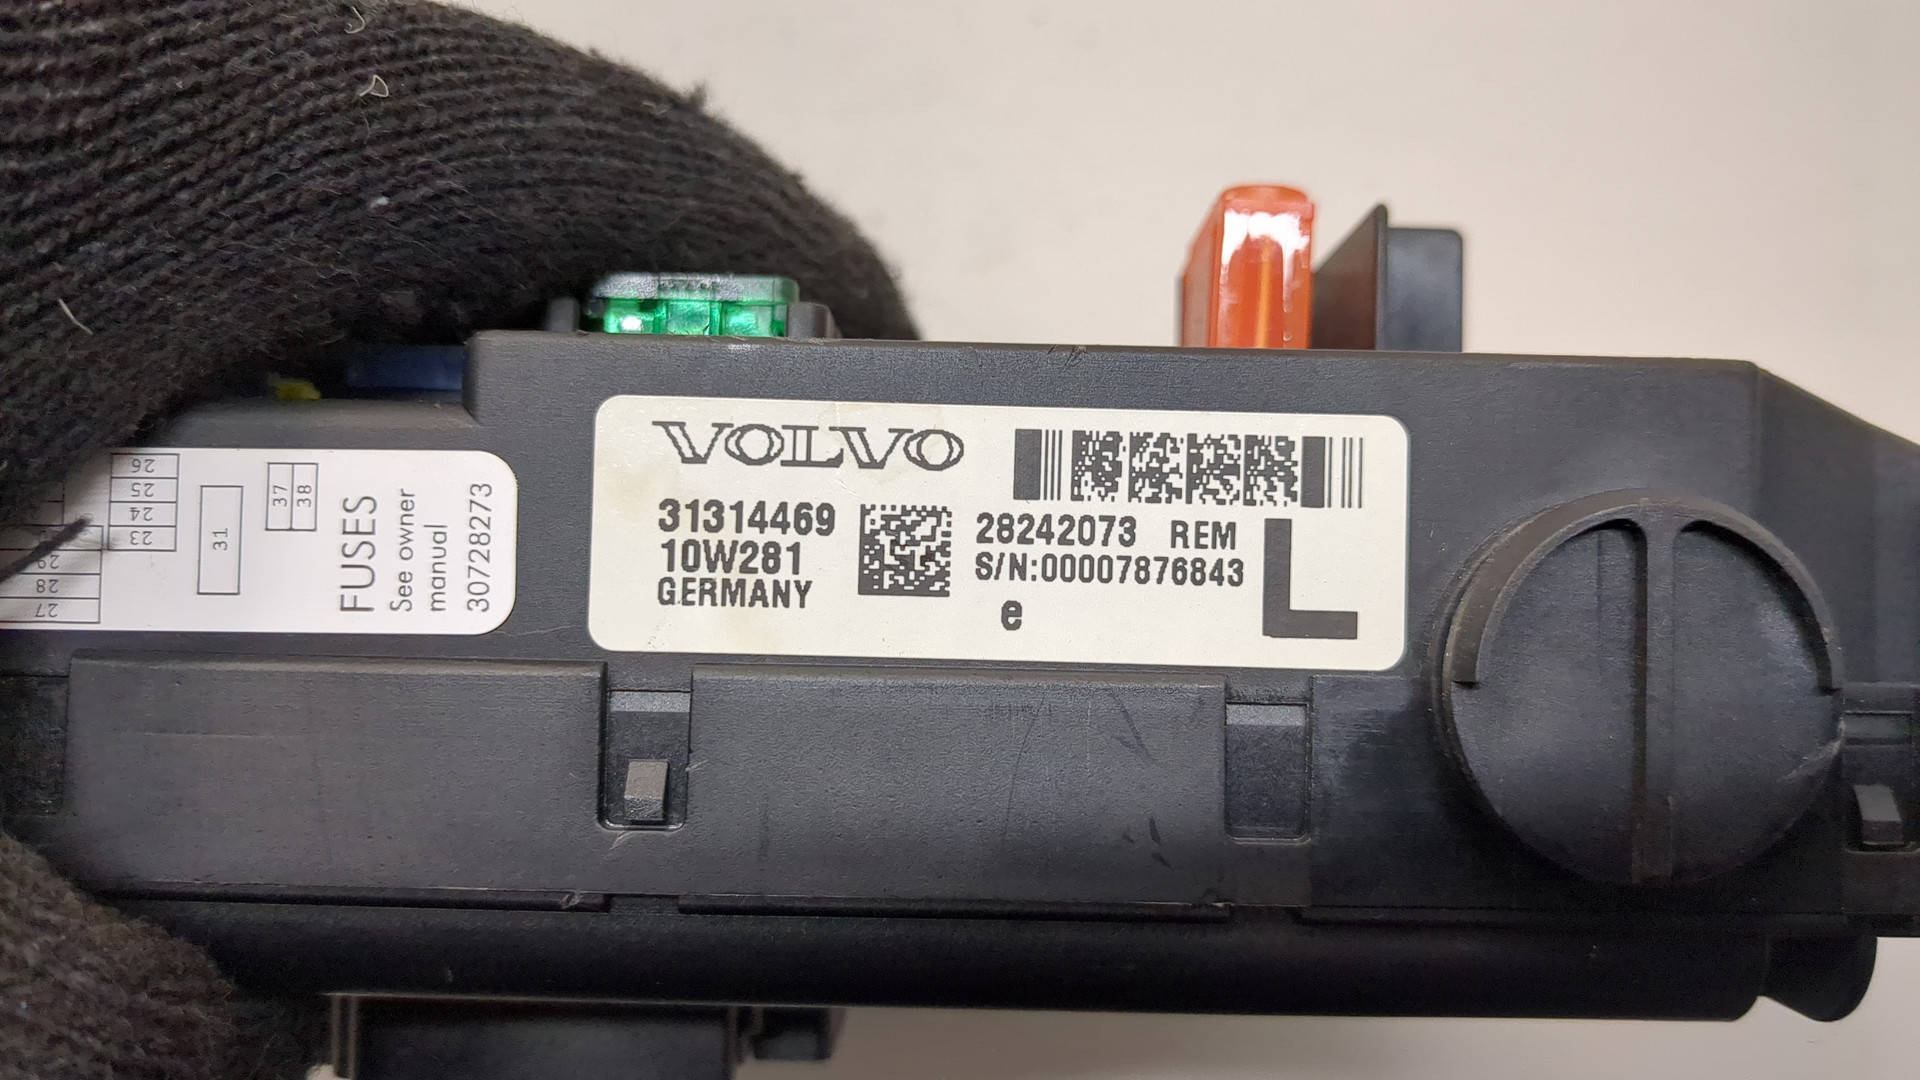 VOLVO
31314469
10W281
GERMANY
28242073 REM
S/N:00007876843
e
L
FUSES
See owner
manual
30728273
37
38
31
26
25
24
23
29
28
27